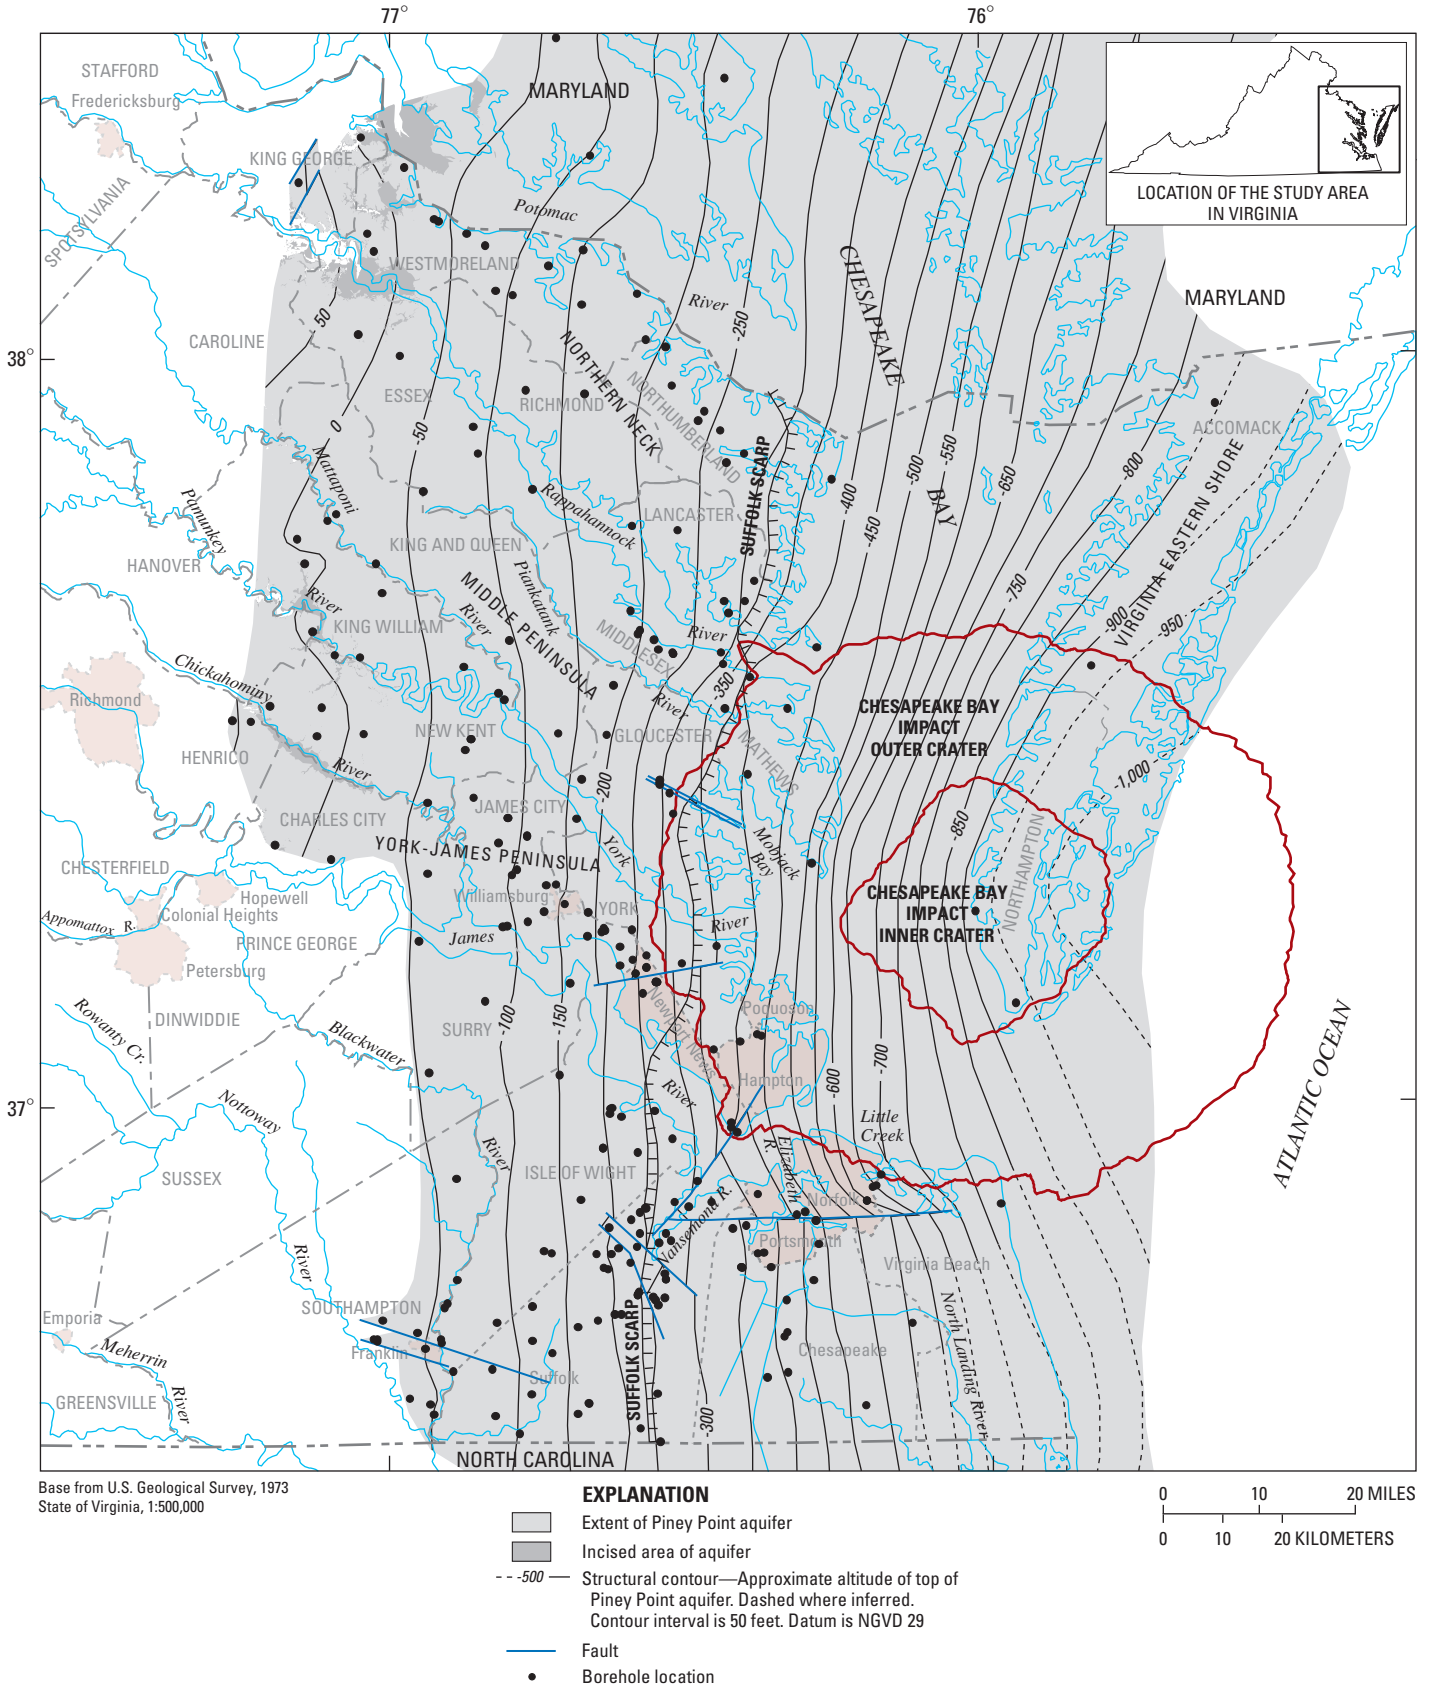 77°
76°
STAFFORD
Fredericksburg
MARYLAND
KING GEORGE
LOCATION OF THE STUDY AREA
IN VIRGINIA
SPOTSYLVANIA
Potomac
River
WESTMORELAND
CHESAPEAKE
BAY
MARYLAND
50
-250
CAROLINE
38°
NORTHERN NECK
ESSEX
RICHMOND
NORTHUMBERLAND
0
-50
ACCOMACK
SUFFOLK SCARP
-400
-450
-500
-550
-650
-800
Mattaponi
River
Pamunkey
River
Rappahannock
River
LANCASTER
VIRGINIA EASTERN SHORE
HANOVER
KING AND QUEEN
MIDDLE PENINSULA
Piankatank
River
-750
KING WILLIAM
MIDDLESEX
-900
-950
Chickahominy
River
Richmond
-350
CHESAPEAKE BAY
IMPACT
OUTER CRATER
NEW KENT
GLOUCESTER
MATHEWS
HENRICO
-200
-1,000
JAMES CITY
CHARLES CITY
-850
YORK-JAMES PENINSULA
York
River
Mobjack
Bay
NORTHAMPTON
CHESTERFIELD
Hopewell
Colonial Heights
Williamsburg
YORK
CHESAPEAKE BAY
IMPACT
INNER CRATER
Appomattox R.
James
River
PRINCE GEORGE
Petersburg
Newport News
Poquoson
DINWIDDIE
SURRY
-100
-150
Rowanty Cr.
Blackwater
River
Hampton
-700
-600
ATLANTIC OCEAN
37°
Nottoway
River
Little
Creek
Elizabeth
R.
SUSSEX
ISLE OF WIGHT
Norfolk
Nansemond R.
Portsmouth
Virginia Beach
SOUTHAMPTON
Emporia
Franklin
Meherrin
River
Suffolk
SUFFOLK SCARP
Chesapeake
North Landing River
GREENSVILLE
-300
NORTH CAROLINA
Base from U.S. Geological Survey, 1973
State of Virginia, 1:500,000
EXPLANATION
Extent of Piney Point aquifer
Incised area of aquifer
-500
Structural contour—Approximate altitude of top of
Piney Point aquifer. Dashed where inferred.
Contour interval is 50 feet. Datum is NGVD 29
Fault
Borehole location
0 10 20 MILES
0 10 20 KILOMETERS